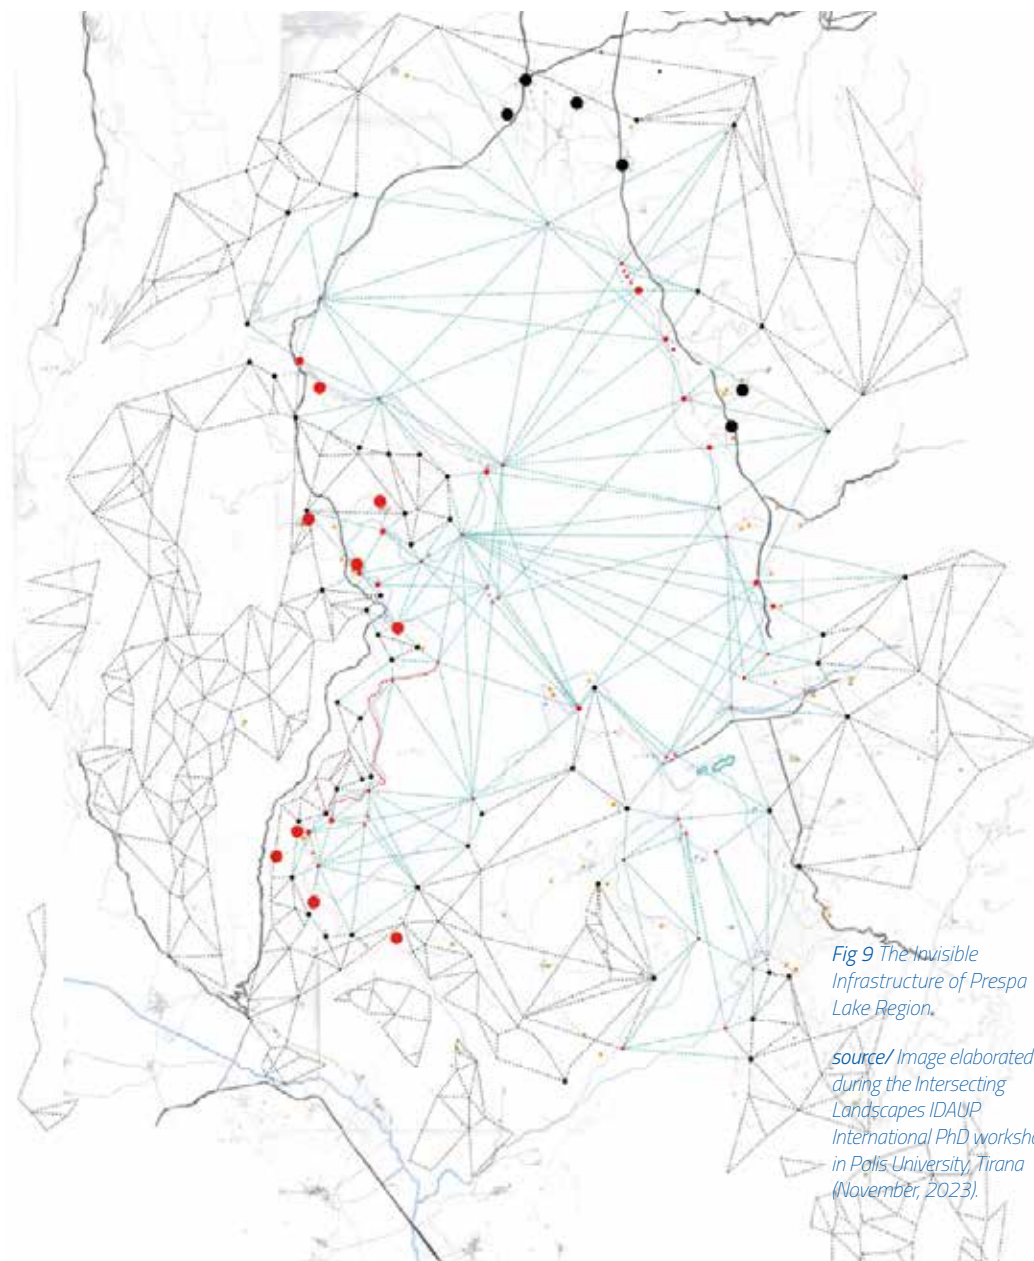 Fig 9 The Invisible
Infrastructure of Prespa
Lake Region.
source/ Image elaborated
during the Intersecting
Landscapes IDAUP
International PhD
in Polis University, Tirana
(November, 2023).